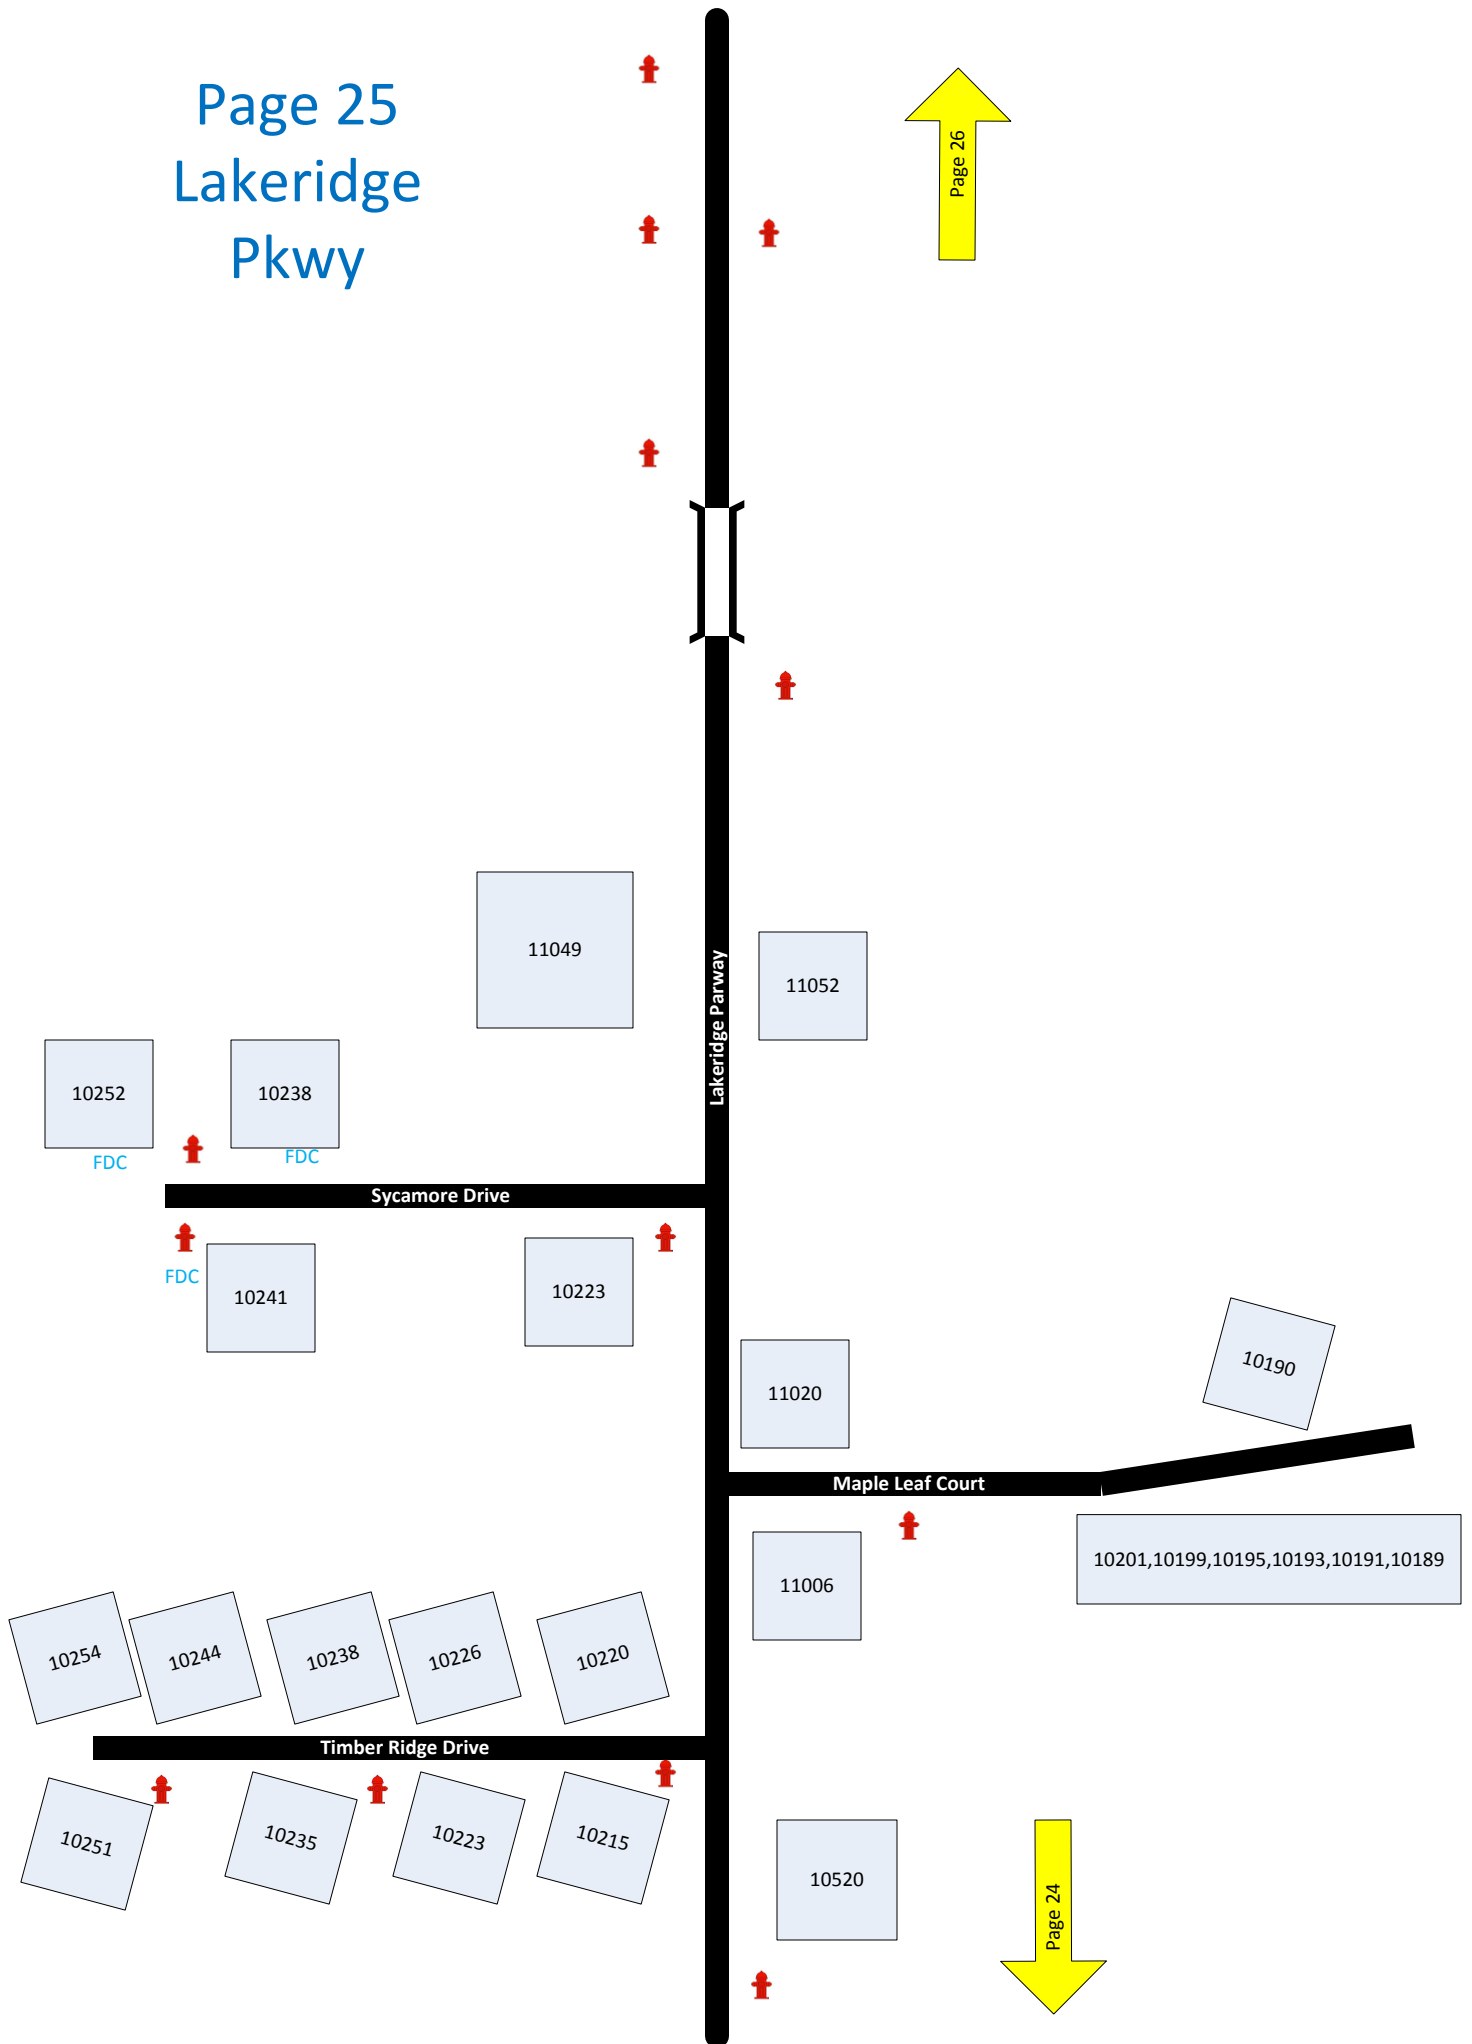 Page 25
Lakeridge
Pkwy
Page 26
11049
11052
Lakeridge Parway
10252
10238
FDC
FDC
Sycamore Drive
FDC
10241
10223
11020
10190
Maple Leaf Court
11006
10201,10199,10195,10193,10191,10189
10254
10244
10238
10226
10220
Timber Ridge Drive
10251
10235
10223
10215
10520
Page 24